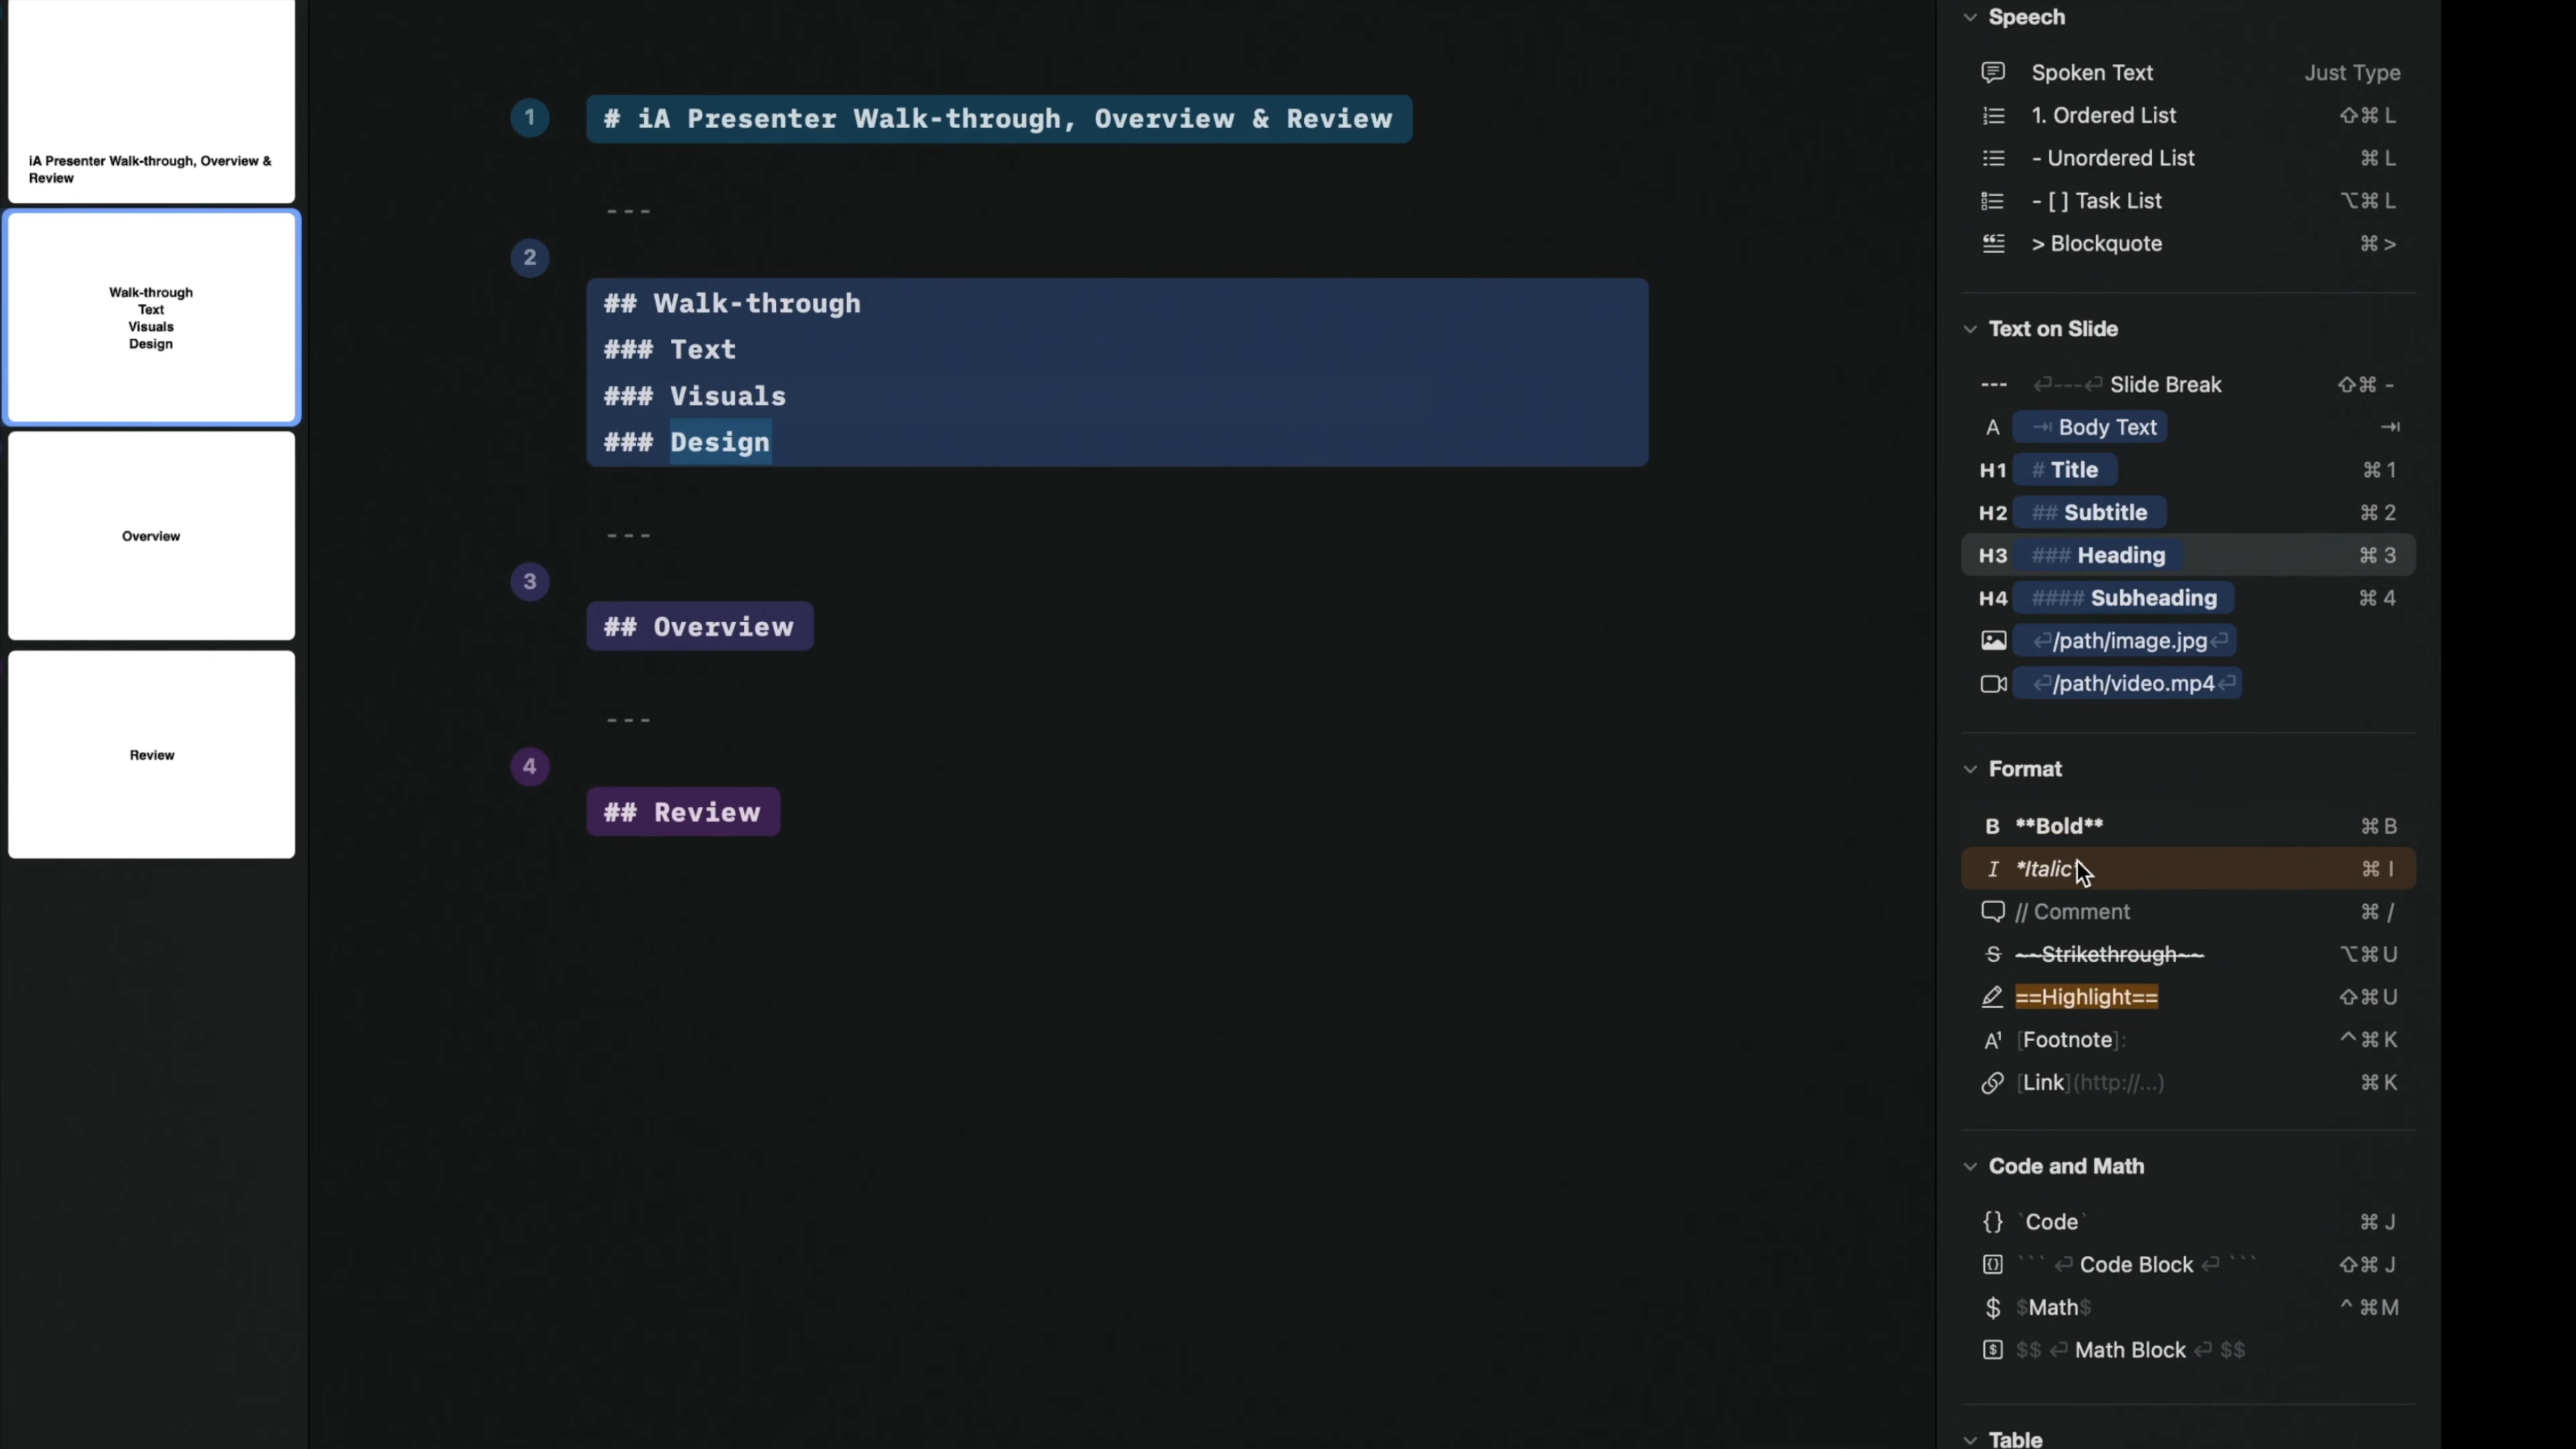 iA Presenter Walk-through, Overview &
Review
Walk-through
Text
Visuals
Design
Overview
Review
1
# iA Presenter Walk-through, Overview & Review
---
2
## Walk-through
### Text
### Visuals
### Design
---
3
## Overview
---
4
## Review
Speech
Spoken Text Just Type
1. Ordered List ⇧⌘ L
- Unordered List ⌘ L
- [ ] Task List ⌥⌘ L
> Blockquote ⌘ >
Text on Slide
--- ⏎---⏎ Slide Break ⇧⌘ -
A ⇥ Body Text ⇥
H1 # Title ⌘ 1
H2 ## Subtitle ⌘ 2
H3 ### Heading ⌘ 3
H4 #### Subheading ⌘ 4
⏎/path/image.jpg⏎
⏎/path/video.mp4⏎
Format
B **Bold** ⌘ B
I *Italic* ⌘ I
// Comment ⌘ /
S ~~Strikethrough~~ ⌥⌘ U
==Highlight== ⇧⌘ U
A¹ [Footnote]: ^⌘ K
[Link](http://...) ⌘ K
Code and Math
{} `Code` ⌘ J
{} ``` ⏎ Code Block ⏎ ``` ⇧⌘ J
$ $Math$ ^⌘ M
$ $$ ⏎ Math Block ⏎ $$
Table